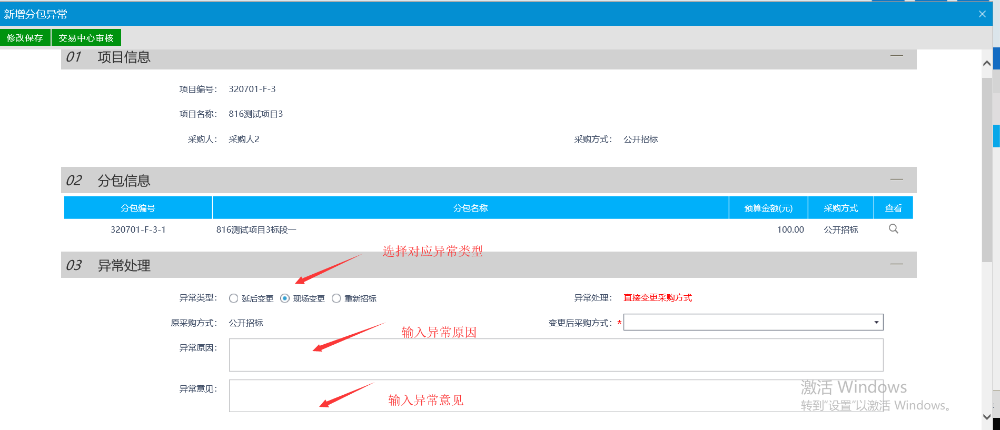 新增分包异常
修改保存 交易中心审核
01 项目信息
项目编号： 320701-F-3
项目名称： 816测试项目3
采购人： 采购人2 采购方式： 公开招标
02 分包信息
分包编号 分包名称 预算金额(元) 采购方式 查看
320701-F-3-1 816测试项目3标段一 100.00 公开招标
选择对应异常类型
03 异常处理
异常类型： 延后变更 现场变更 重新招标 异常处理： 直接变更采购方式
原采购方式： 公开招标 变更后采购方式：*
输入异常原因
异常原因：
异常意见：
输入异常意见
激活 Windows
转到"设置"以激活 Windows。